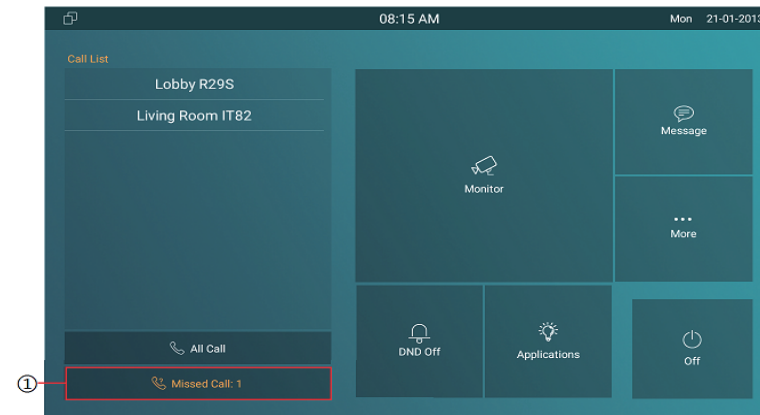 08:15 AM
Mon 21-01-2013
Call List
Lobby R29S
Living Room IT82
Monitor
Message
More
DND Off
Applications
Off
All Call
Missed Call: 1
1